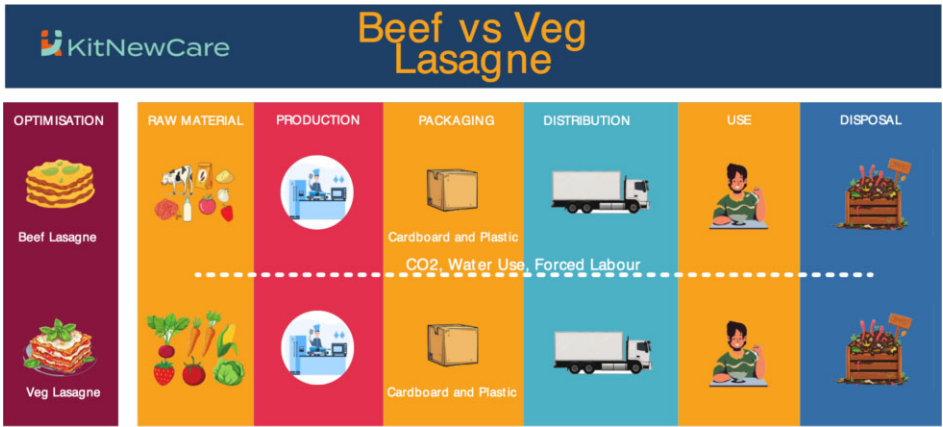 KitNewCare
Beef vs Veg
Lasagne
OPTIMISATION
RAW MATERIAL
PRODUCTION
PACKAGING
DISTRIBUTION
USE
DISPOSAL
Beef Lasagne
Cardboard and Plastic
CO2, Water Use, Forced Labour
Veg Lasagne
Cardboard and Plastic